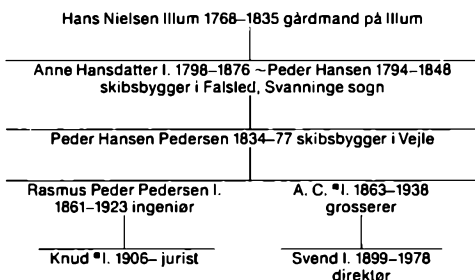 Hans Nielsen Illum 1768–1835 gårdmand på Illum
Anne Hansdatter I. 1798–1876 ~Peder Hansen 1794–1848
skibsbygger i Falsled, Svanninge sogn
Peder Hansen Pedersen 1834–77 skibsbygger i Vejle
Rasmus Peder Pedersen I.
1861–1923 ingeniør
A. C. *I. 1863–1938
grosserer
Knud *I. 1906– jurist
Svend I. 1899–1978
direktør